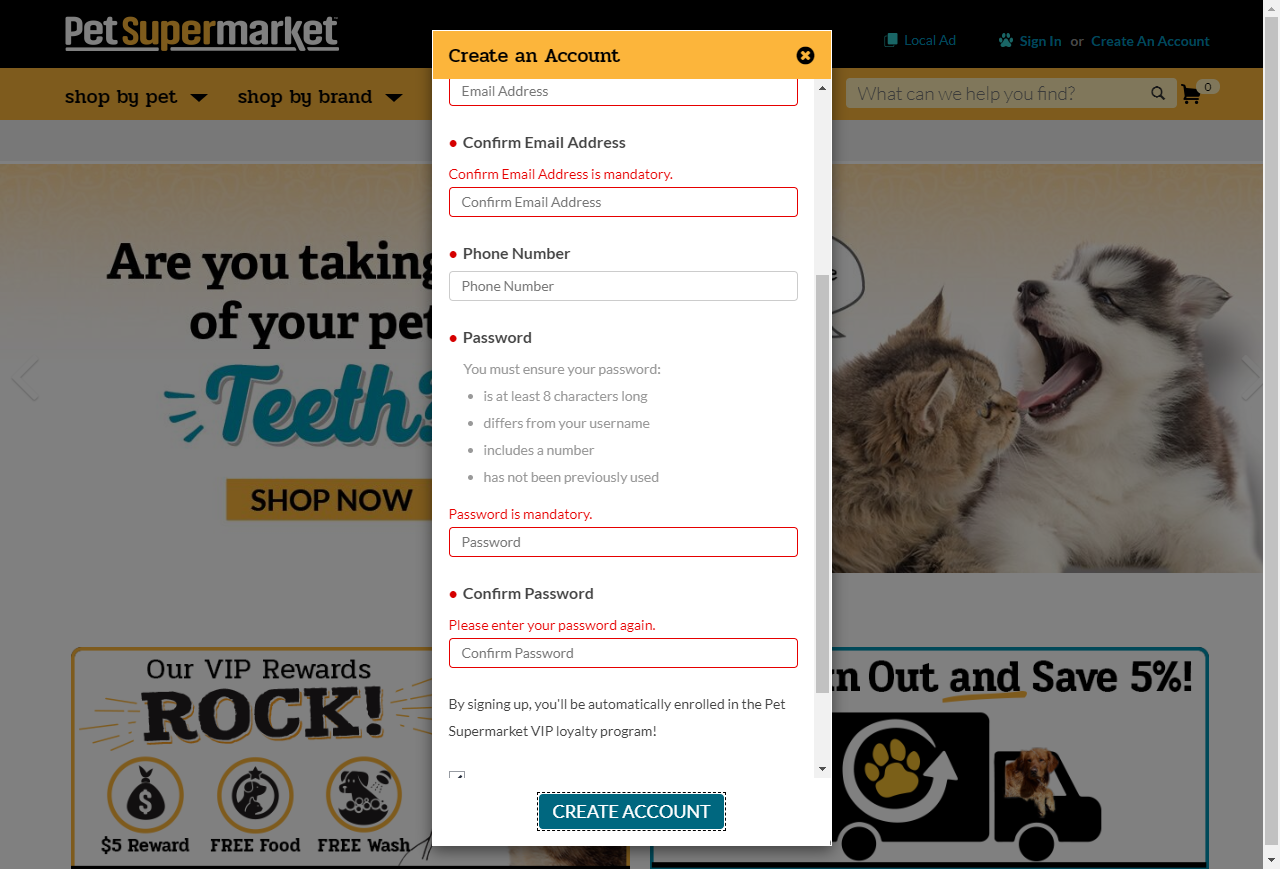 PetSupermarket
Local Ad
Sign In or Create An Account
shop by pet
shop by brand
What can we help you find?
0
Create an Account
Email Address
Confirm Email Address
Confirm Email Address is mandatory.
Confirm Email Address
Phone Number
Phone Number
Password
You must ensure your password:
is at least 8 characters long
differs from your username
includes a number
has not been previously used
Password is mandatory.
Password
Confirm Password
Please enter your password again.
Confirm Password
By signing up, you'll be automatically enrolled in the Pet
Supermarket VIP loyalty program!
CREATE ACCOUNT
Are you taking
of your pet
Teeth?
SHOP NOW
Our VIP Rewards
ROCK!
$
$5 Reward
FREE Food
FREE Wash
Out and Save 5%!